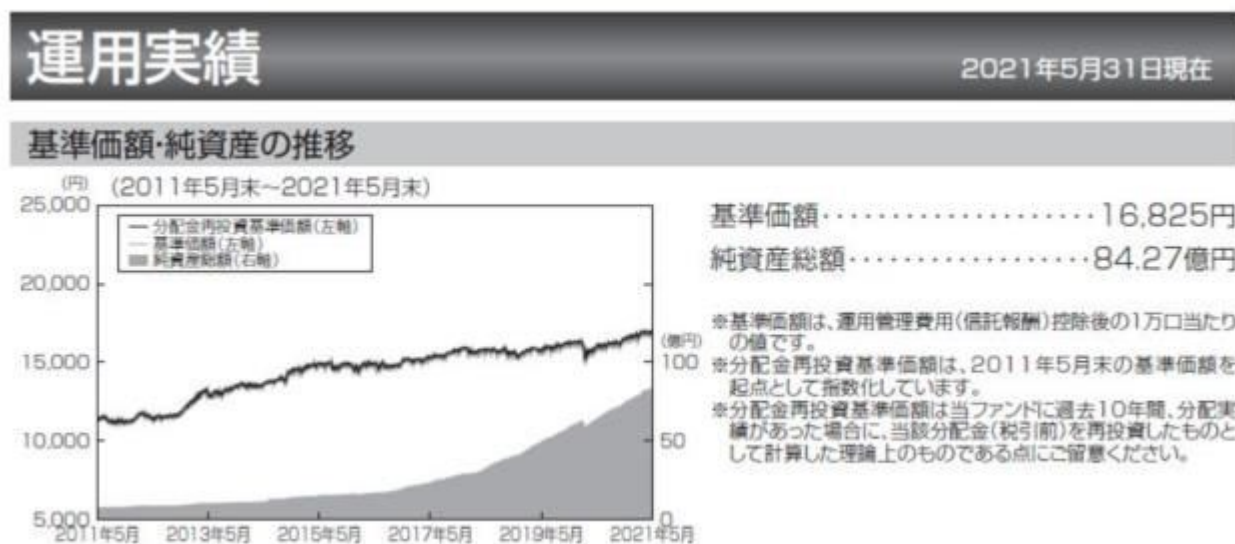 運用実績
2021年5月31日現在
基準価額・純資産の推移
(円) (2011年5月末~2021年5月末)
25,000
20,000
15,000
10,000
5,000
分配金再投資基準価額(左軸)
基準価額(左軸)
純資産総額(右軸)
(億円)
100
50
0
2011年5月 2013年5月 2015年5月 2017年5月 2019年5月 2021年5月
基準価額・・・・・・・・・・・・・・・・・・・・16,825円
純資産総額・・・・・・・・・・・・・・・・・・84.27億円
※基準価額は、運用管理費用(信託報酬)控除後の1万口当たり
の値です。
※分配金再投資基準価額は、2011年5月末の基準価額を
起点として指数化しています。
※分配金再投資基準価額は当ファンドに過去10年間、分配実
績があった場合に、当該分配金(税引前)を再投資したものと
して計算した理論上のものである点にご留意ください。